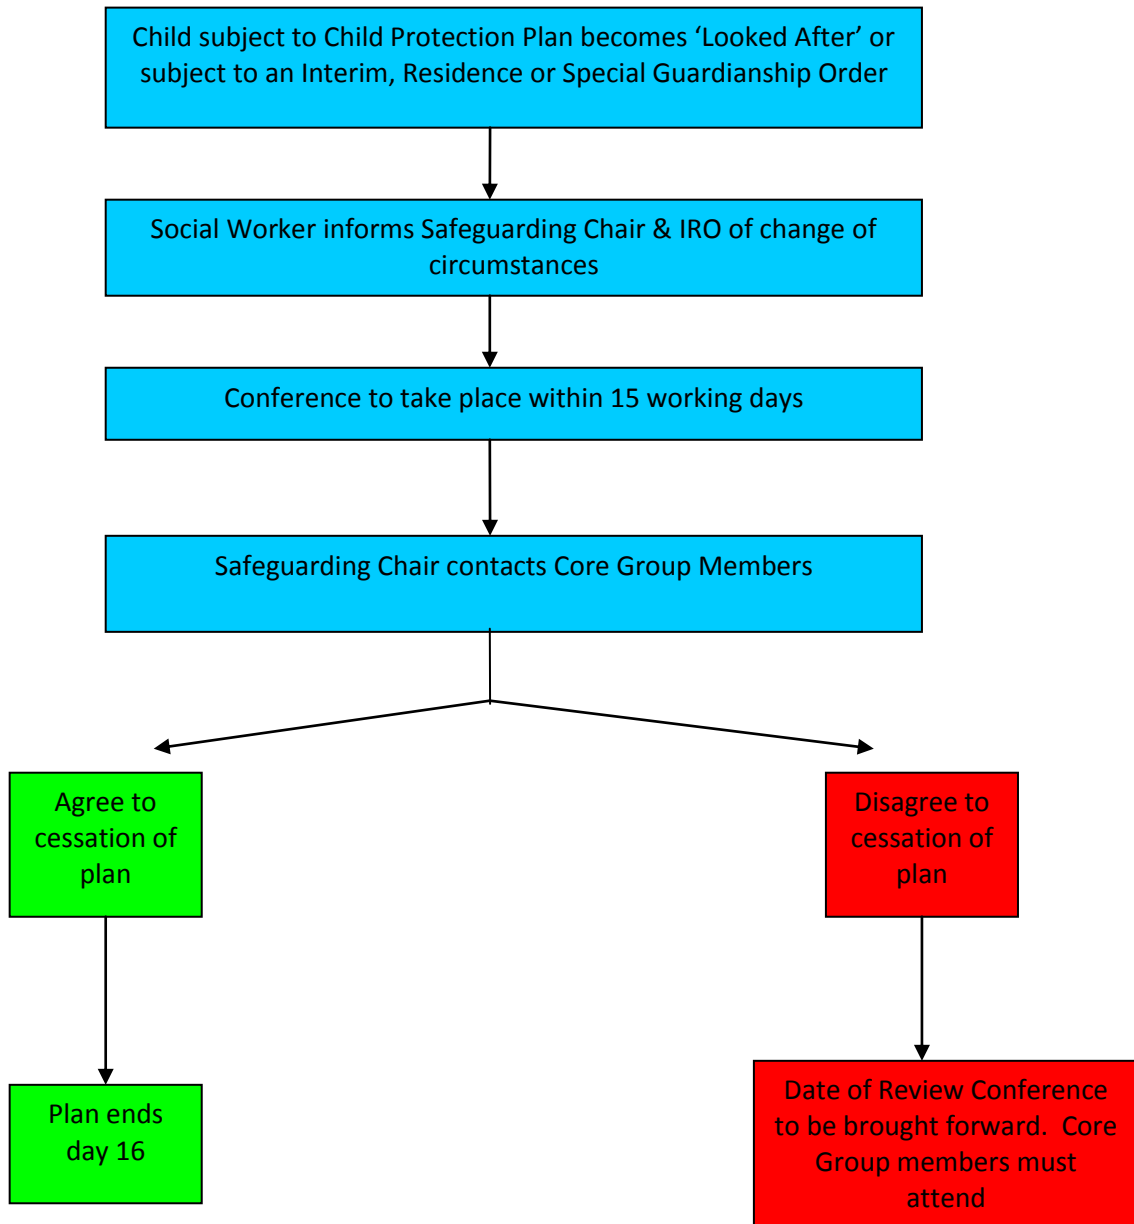 Child subject to Child Protection Plan becomes ‘Looked After’ or
subject to an Interim, Residence or Special Guardianship Order
Social Worker informs Safeguarding Chair & IRO of change of
circumstances
Conference to take place within 15 working days
Safeguarding Chair contacts Core Group Members
Agree to
cessation of
plan
Disagree to
cessation of
plan
Plan ends
day 16
Date of Review Conference
to be brought forward.  Core
Group members must
attend